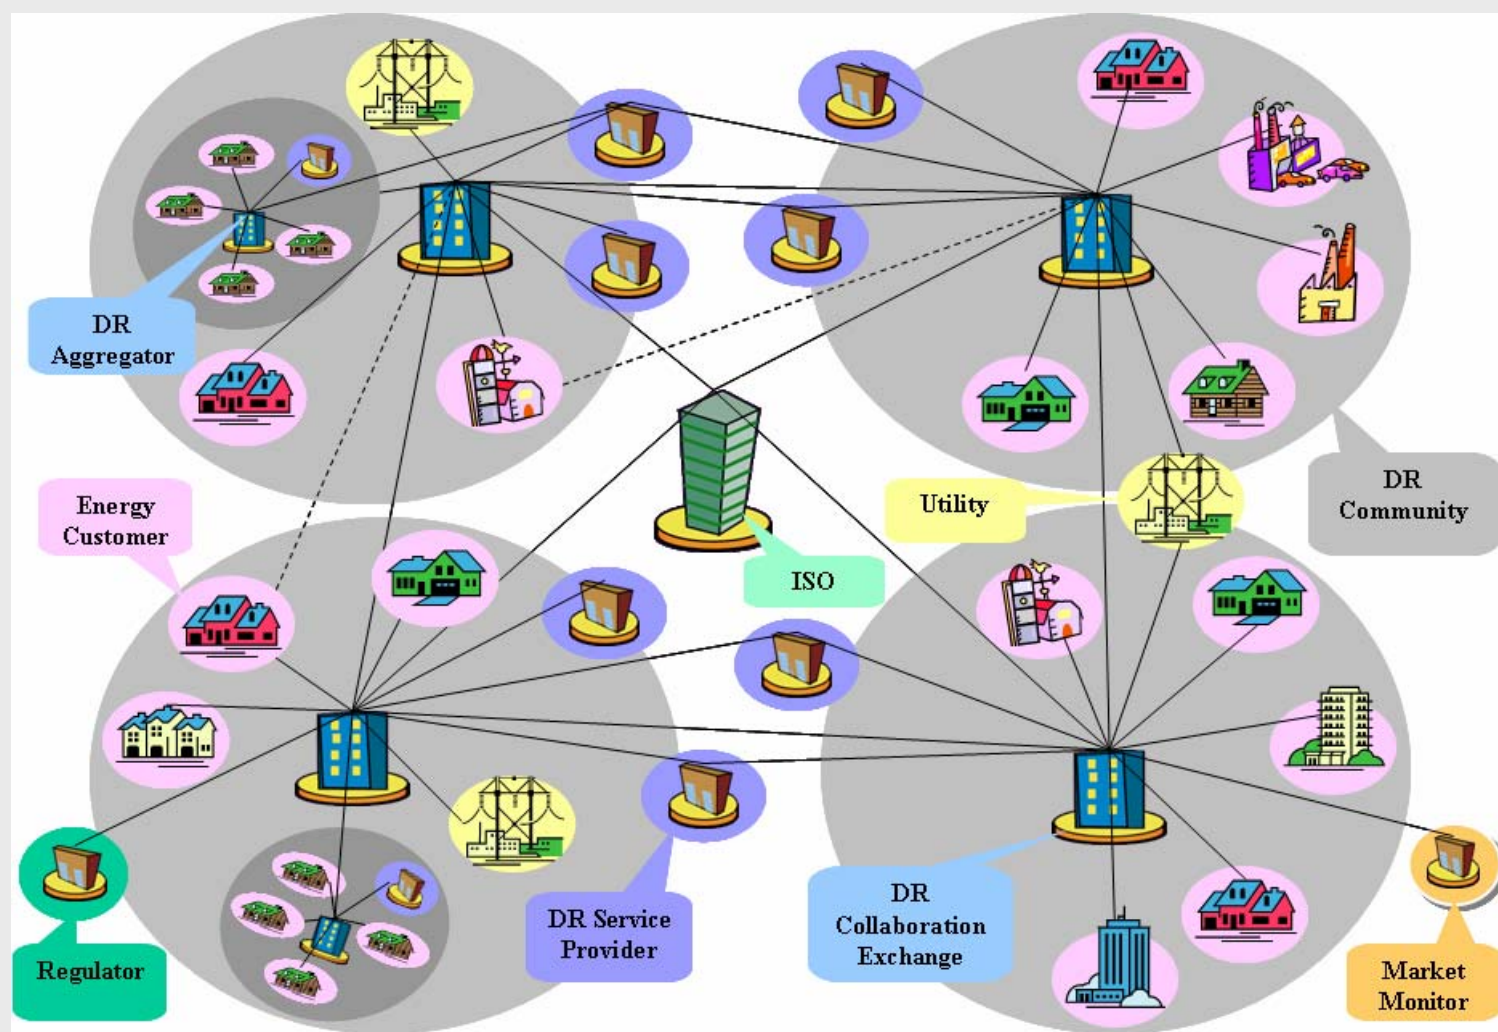 DR
Aggregator
Energy
Customer
Utility
DR
Community
ISO
DR Service
Provider
DR
Collaboration
Exchange
Regulator
Market
Monitor